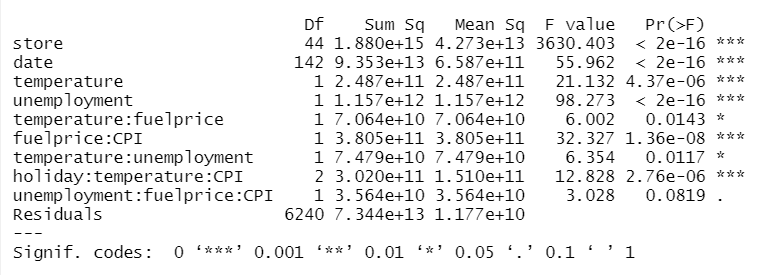 Df    Sum Sq   Mean Sq  F value   Pr(>F)    
store                    44 1.880e+15 4.273e+13 3630.403  < 2e-16 ***
date                    142 9.353e+13 6.587e+11   55.962  < 2e-16 ***
temperature               1 2.487e+11 2.487e+11   21.132 4.37e-06 ***
unemployment              1 1.157e+12 1.157e+12   98.273  < 2e-16 ***
temperature:fuelprice     1 7.064e+10 7.064e+10    6.002   0.0143 *  
fuelprice:CPI             1 3.805e+11 3.805e+11   32.327 1.36e-08 ***
temperature:unemployment  1 7.479e+10 7.479e+10    6.354   0.0117 *  
holiday:temperature:CPI   2 3.020e+11 1.510e+11   12.828 2.76e-06 ***
unemployment:fuelprice:CPI 1 3.564e+10 3.564e+10    3.028   0.0819 .  
Residuals              6240 7.344e+13 1.177e+10                      
---
Signif. codes:  0 ‘***’ 0.001 ‘**’ 0.01 ‘*’ 0.05 ‘.’ 0.1 ‘ ’ 1